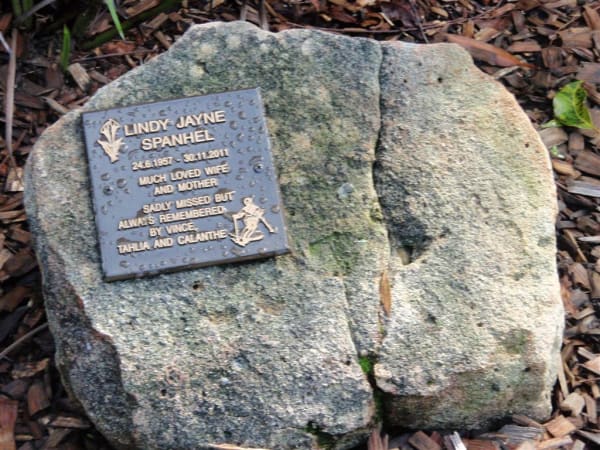 LINDY JAYNE
SPANHEL
24.6.1957 - 30.11.2011
MUCH LOVED WIFE
AND MOTHER
SADLY MISSED BUT
ALWAYS REMEMBERED
BY VINCE,
TAHLIA AND CALANTHE